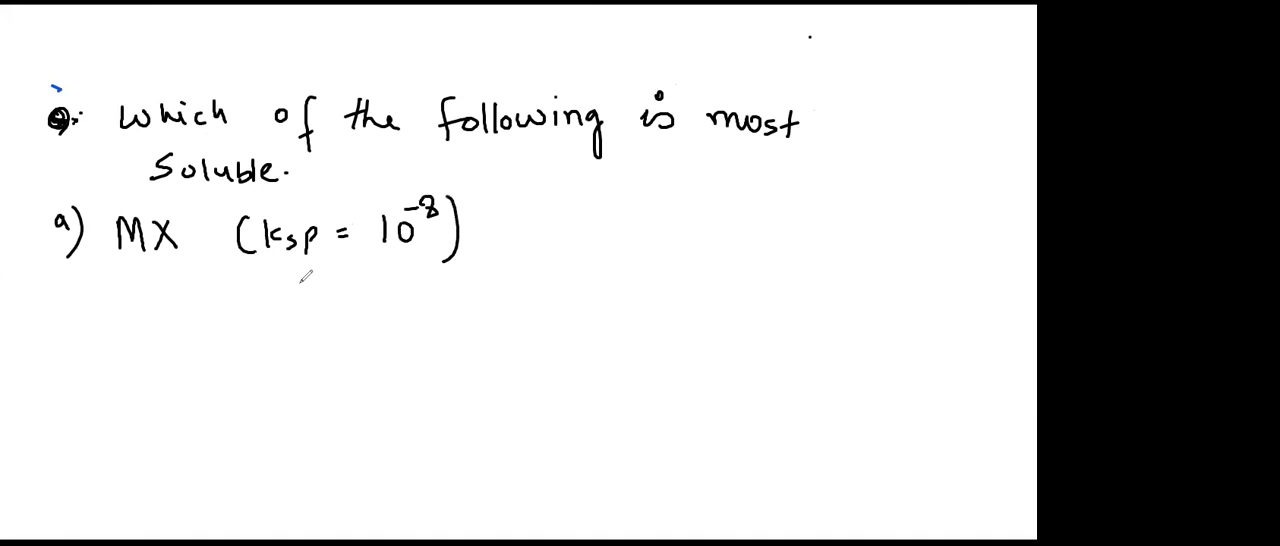 Q:- Which of the following is most
Soluble.
a) MX (ksp = 10⁻⁸)